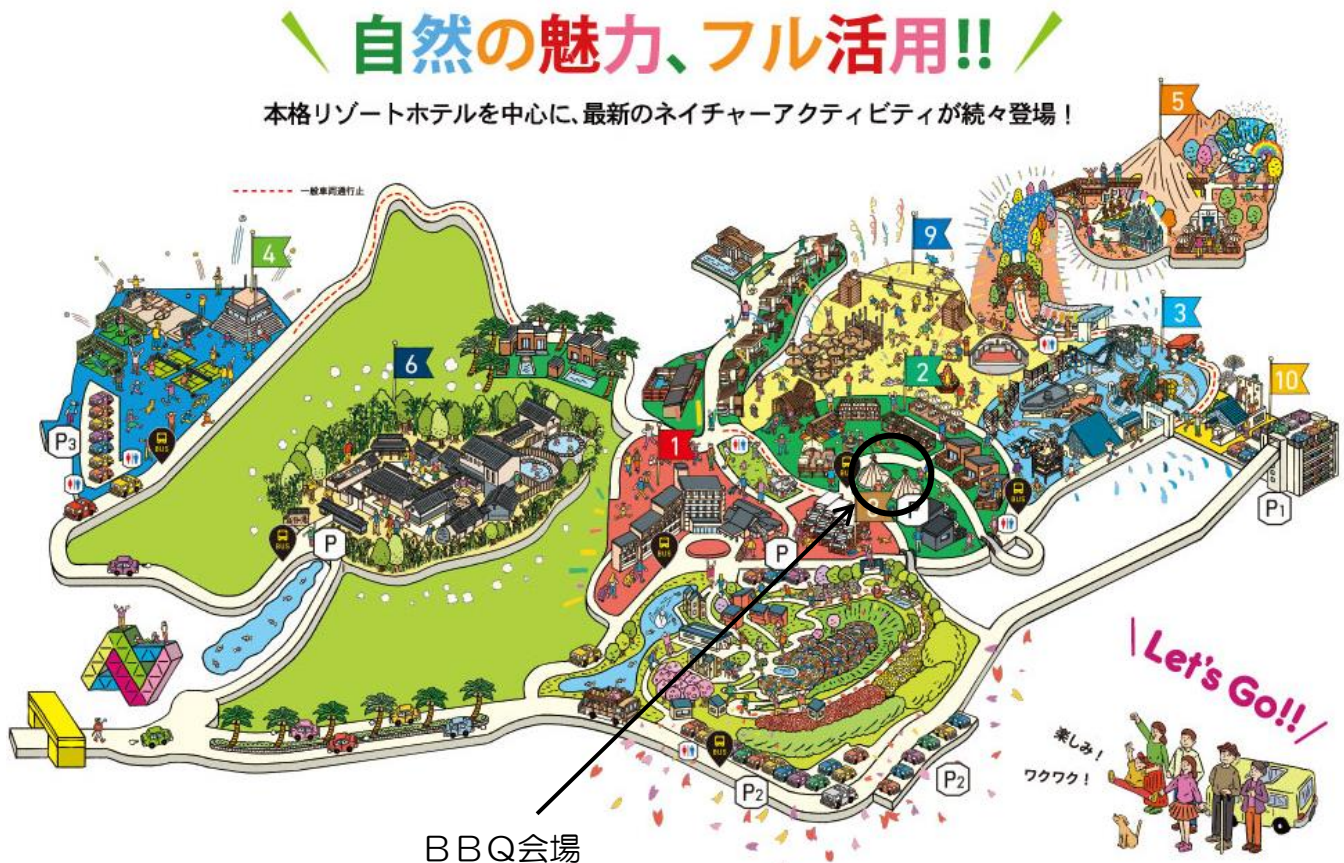 自然の魅力、フル活用!!
本格リゾートホテルを中心に、最新のネイチャーアクティビティが続々登場！
一般車両通行止
5
9
4
3
6
2
10
1
P3
BUS
BUS
P
BUS
P1
BUS
P
BUS
P
Let's Go!!
楽しみ！
ワクワク！
BUS
P2
P2
ＢＢＱ会場